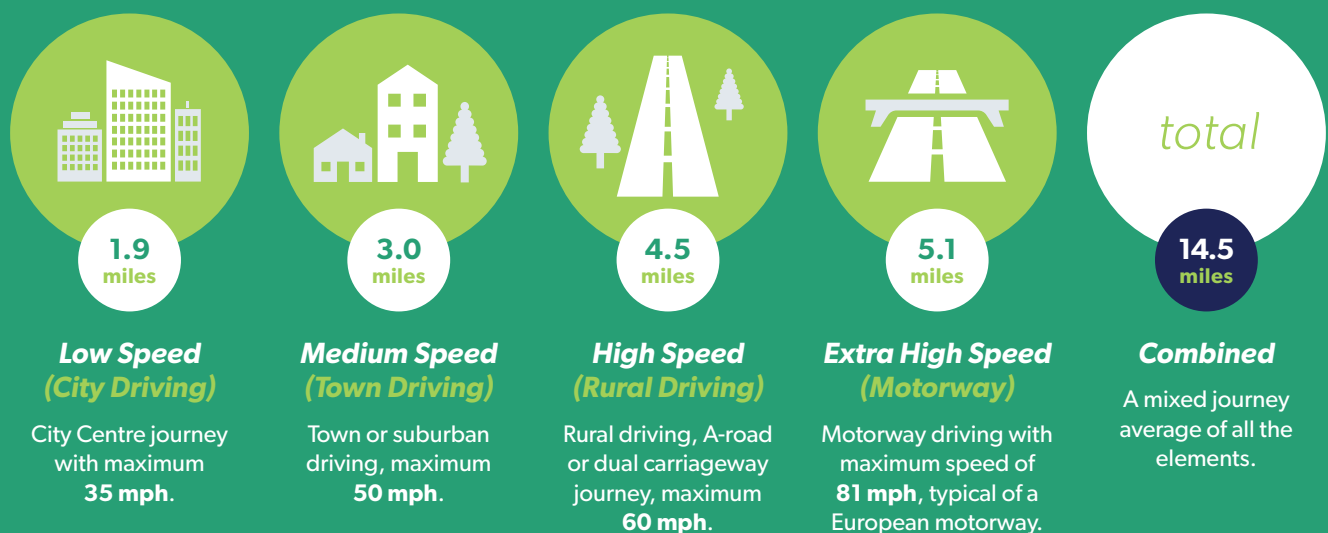 1.9
miles
Low Speed
(City Driving)
City Centre journey
with maximum
35 mph.
3.0
miles
Medium Speed
(Town Driving)
Town or suburban
driving, maximum
50 mph.
4.5
miles
High Speed
(Rural Driving)
Rural driving, A-road
or dual carriageway
journey, maximum
60 mph.
5.1
miles
Extra High Speed
(Motorway)
Motorway driving with
maximum speed of
81 mph, typical of a
European motorway.
total
14.5
miles
Combined
A mixed journey
average of all the
elements.